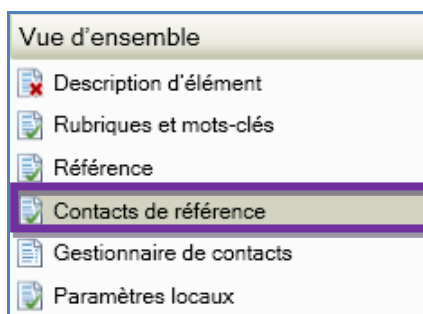 Vue d'ensemble
Description d'élément
Rubriques et mots-clés
Référence
Contacts de référence
Gestionnaire de contacts
Paramètres locaux